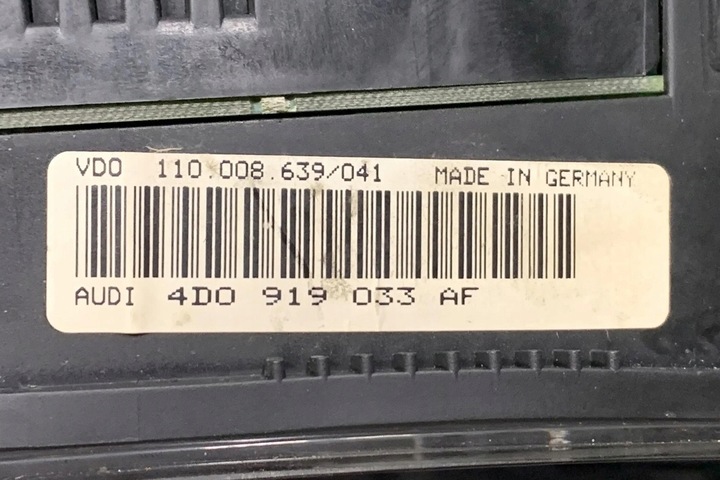 VDO 110.008.639/041 MADE IN GERMANY
AUDI 4D0 919 033 AF